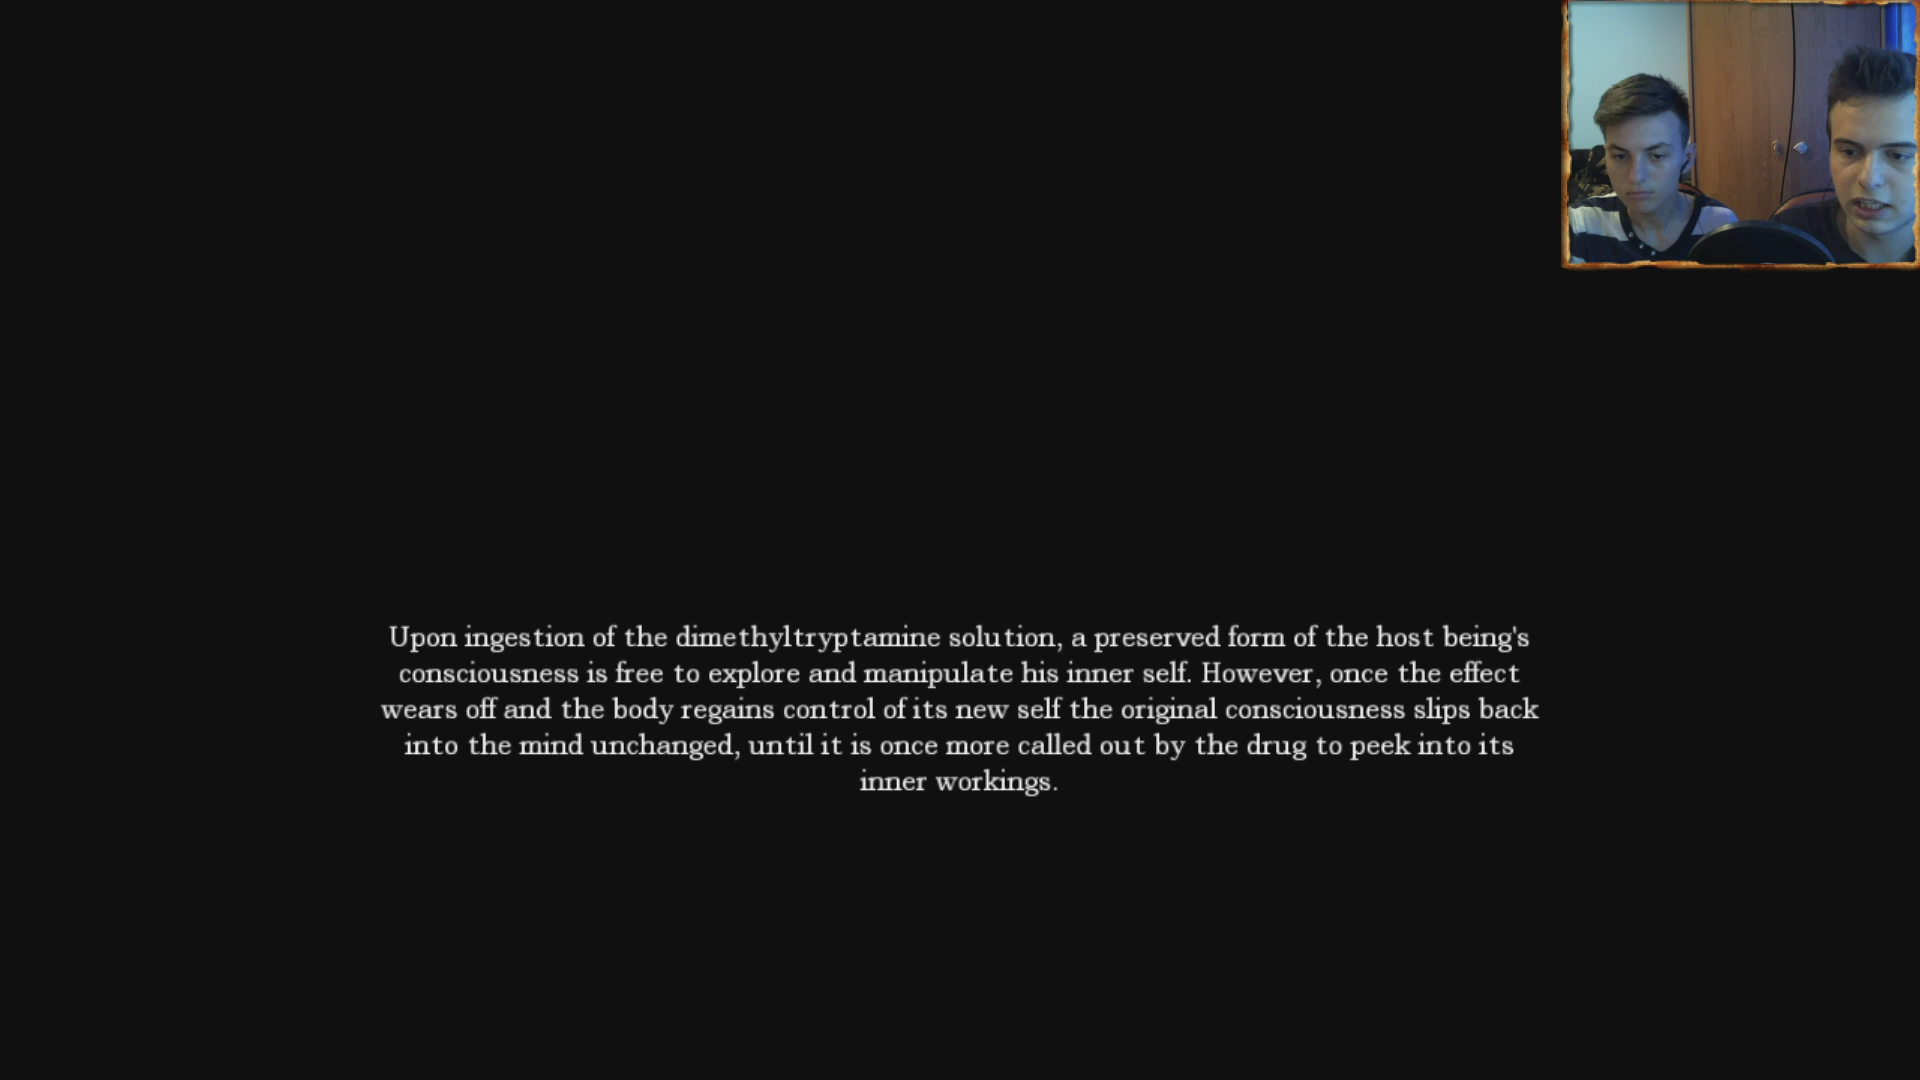 Upon ingestion of the dimethyltryptamine solution, a preserved form of the host being's
consciousness is free to explore and manipulate his inner self. However, once the effect
wears off and the body regains control of its new self the original consciousness slips back
into the mind unchanged, until it is once more called out by the drug to peek into its
inner workings.